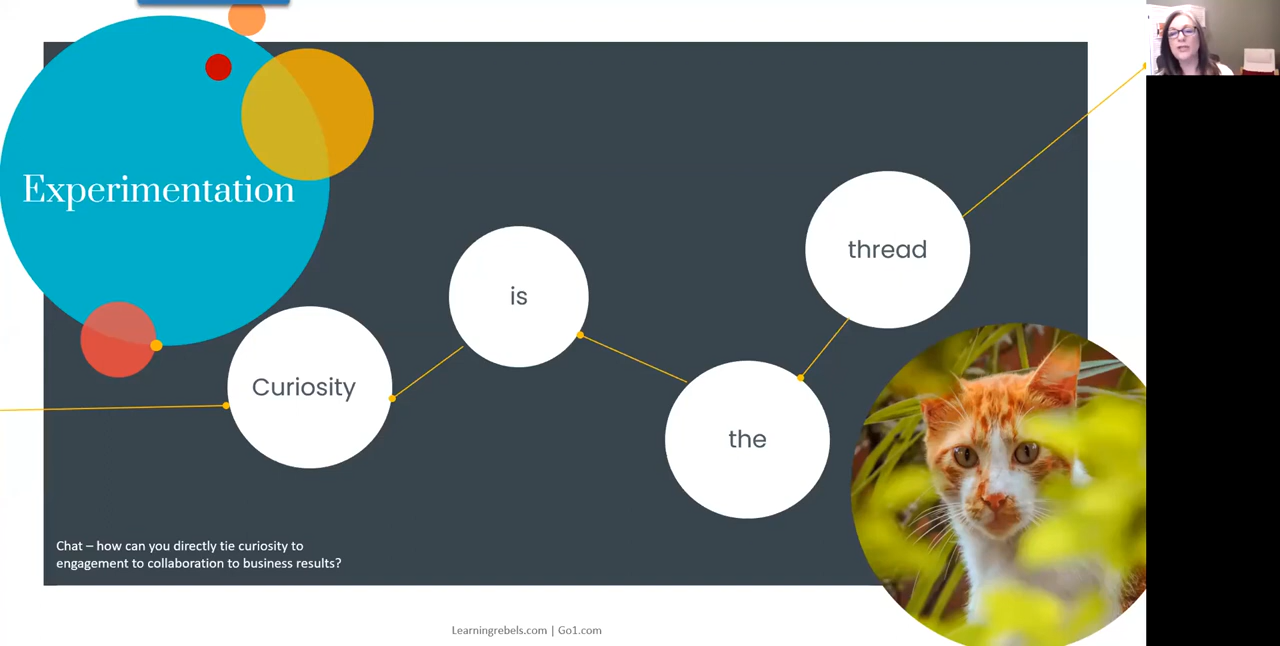 Experimentation
Curiosity
is
the
thread
Chat – how can you directly tie curiosity to
engagement to collaboration to business results?
Learningrebels.com | Go1.com